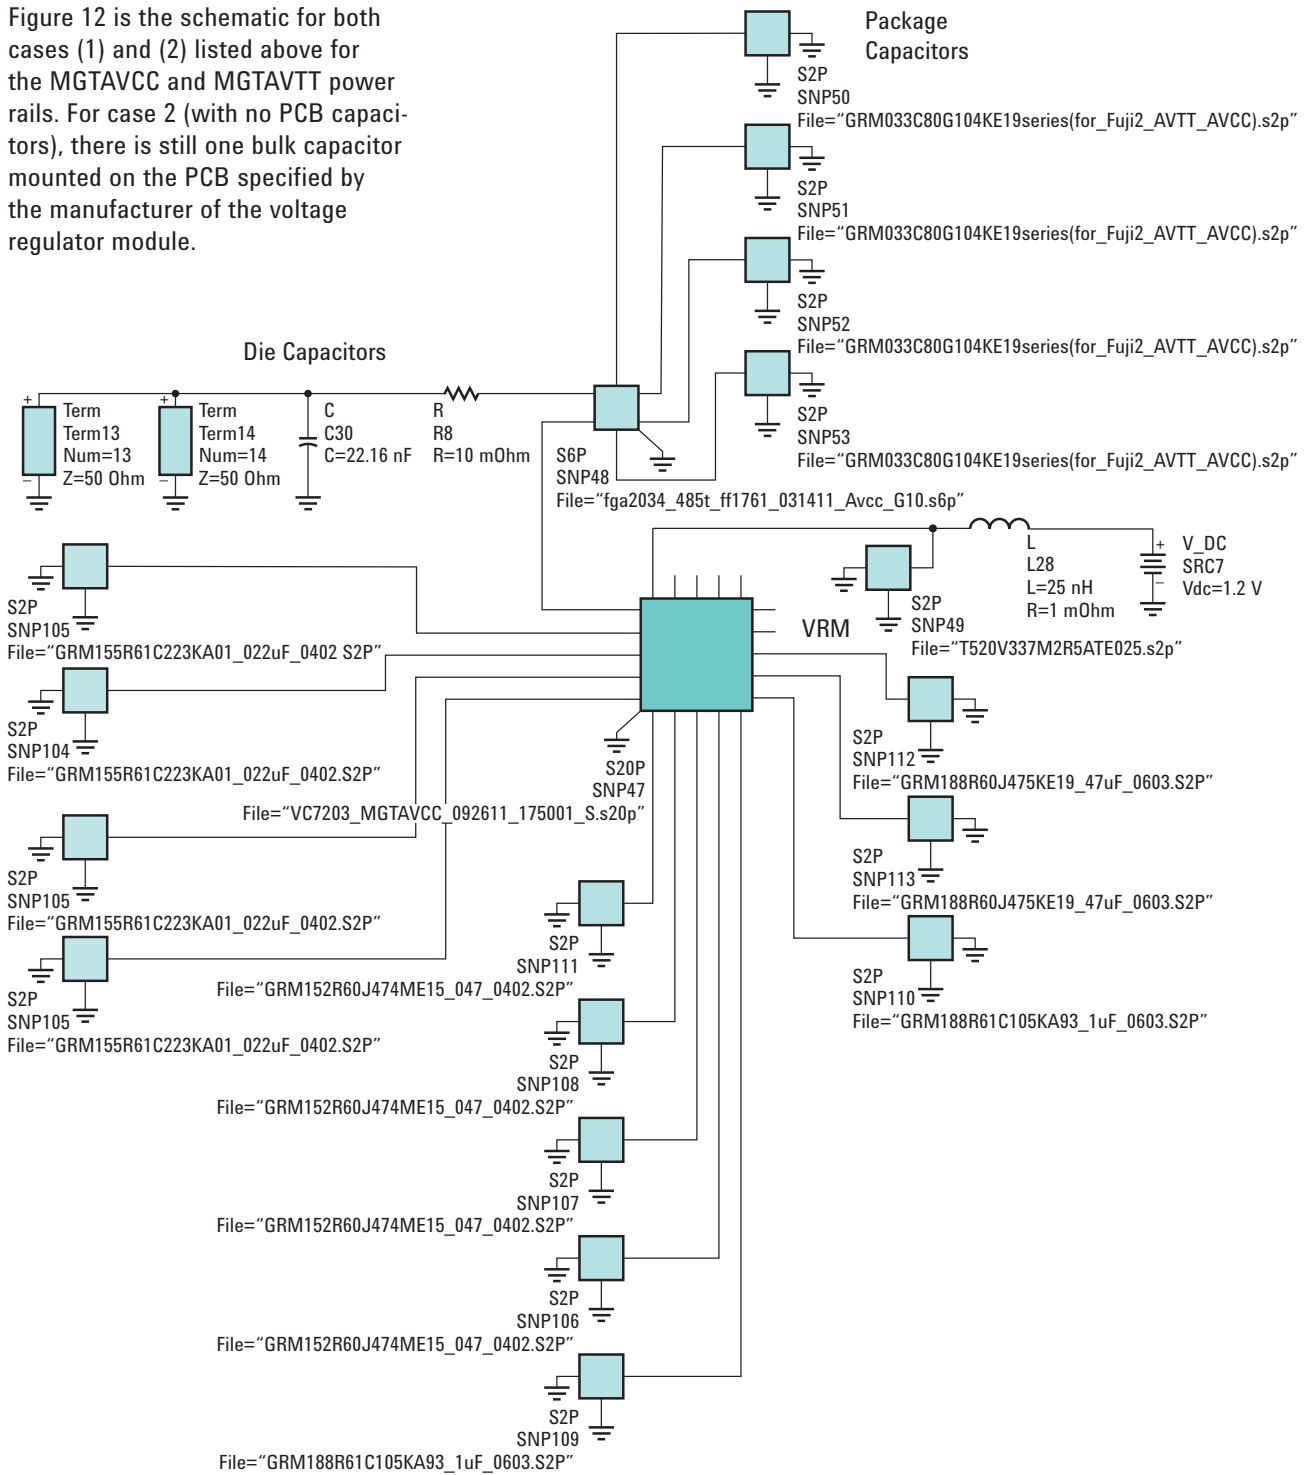 Figure 12 is the schematic for both
cases (1) and (2) listed above for
the MGTAVCC and MGTAVTT power
rails. For case 2 (with no PCB capaci-
tors), there is still one bulk capacitor
mounted on the PCB specified by
the manufacturer of the voltage
regulator module.
Package
Capacitors
S2P
SNP50
File=“GRM033C80G104KE19series(for_Fuji2_AVTT_AVCC).s2p”
S2P
SNP51
File=“GRM033C80G104KE19series(for_Fuji2_AVTT_AVCC).s2p”
S2P
SNP52
File=“GRM033C80G104KE19series(for_Fuji2_AVTT_AVCC).s2p”
S2P
SNP53
File=“GRM033C80G104KE19series(for_Fuji2_AVTT_AVCC).s2p”
Die Capacitors
+
Term
Term13
Num=13
Z=50 Ohm
–
+
Term
Term14
Num=14
Z=50 Ohm
–
C
C30
C=22.16 nF
R
R8
R=10 mOhm
S6P
SNP48
File=“fga2034_485t_ff1761_031411_Avcc_G10.s6p”
L
L28
L=25 nH
R=1 mOhm
+
–
V_DC
SRC7
Vdc=1.2 V
S2P
SNP49
File=“T520V337M2R5ATE025.s2p”
VRM
S2P
SNP105
File=“GRM155R61C223KA01_022uF_0402 S2P”
S2P
SNP104
File=“GRM155R61C223KA01_022uF_0402.S2P”
S20P
SNP47
File=“VC7203_MGTAVCC_092611_175001_S.s20p”
S2P
SNP112
File=“GRM188R60J475KE19_47uF_0603.S2P”
S2P
SNP113
File=“GRM188R60J475KE19_47uF_0603.S2P”
S2P
SNP110
File=“GRM188R61C105KA93_1uF_0603.S2P”
S2P
SNP105
File=“GRM155R61C223KA01_022uF_0402.S2P”
S2P
SNP105
File=“GRM155R61C223KA01_022uF_0402.S2P”
S2P
SNP111
File=“GRM152R60J474ME15_047_0402.S2P”
S2P
SNP108
File=“GRM152R60J474ME15_047_0402.S2P”
S2P
SNP107
File=“GRM152R60J474ME15_047_0402.S2P”
S2P
SNP106
File=“GRM152R60J474ME15_047_0402.S2P”
S2P
SNP109
File=“GRM188R61C105KA93_1uF_0603.S2P”